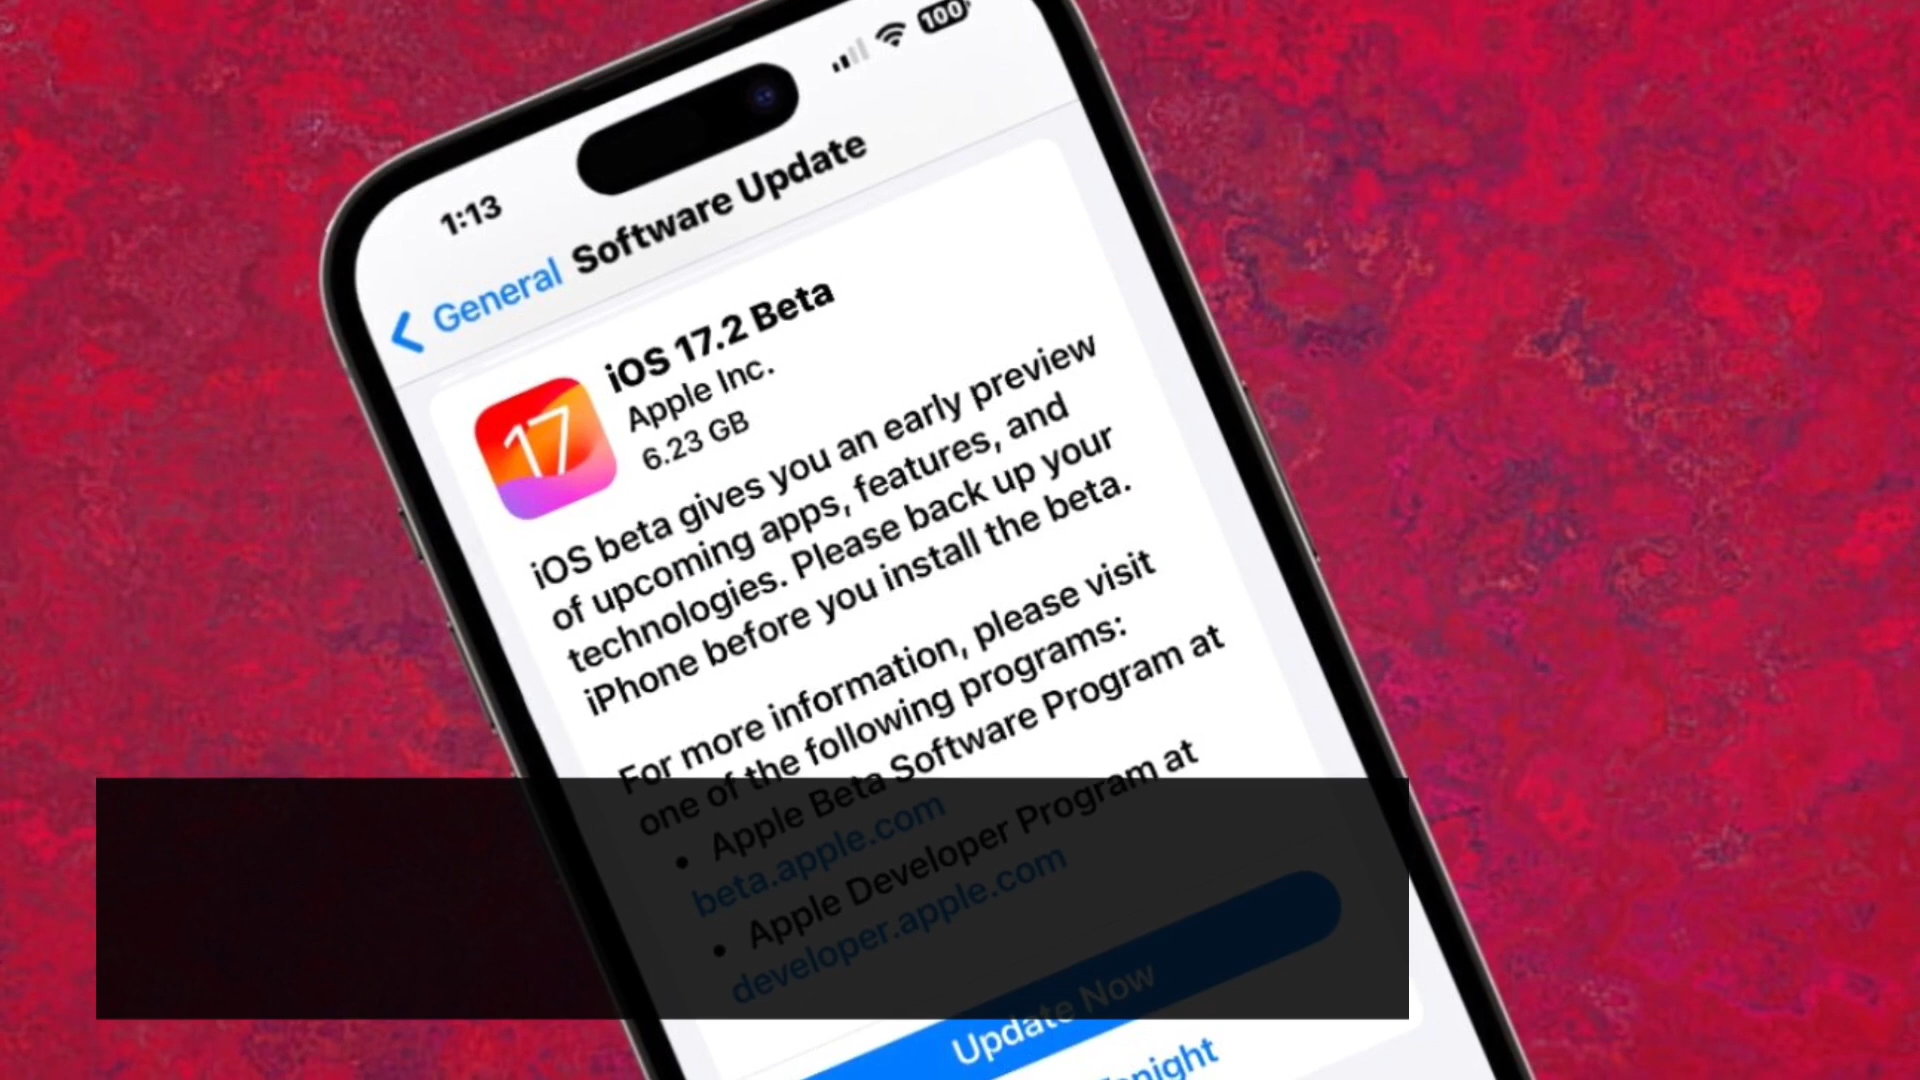 1:13
100
General
Software Update
17
iOS 17.2 Beta
Apple Inc.
6.23 GB
iOS beta gives you an early preview
of upcoming apps, features, and
technologies. Please back up your
iPhone before you install the beta.
For more information, please visit
one of the following programs:
• Apple Beta Software Program at
beta.apple.com
• Apple Developer Program at
developer.apple.com
Update Now